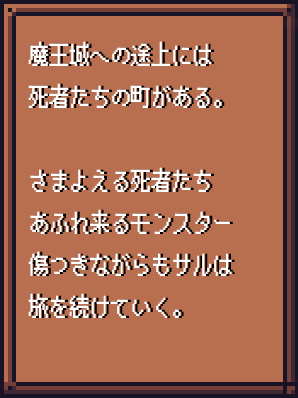 魔王城への途上には
死者たちの町がある。
さまよえる死者たち
あふれ来るモンスター
傷つきながらもサルは
旅を続けていく。